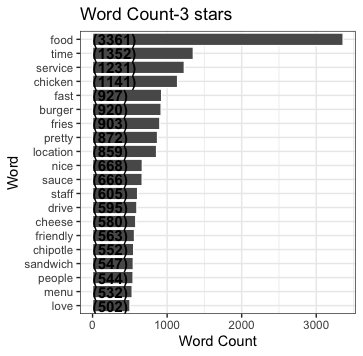 Word Count-3 stars
Word
food (3361)
time (1352)
service (1231)
chicken (1141)
fast (927)
burger (920)
fries (903)
pretty (872)
location (859)
nice (668)
sauce (666)
staff (605)
drive (595)
cheese (580)
friendly (563)
chipotle (552)
sandwich (547)
people (544)
menu (532)
love (502)
0 1000 2000 3000
Word Count